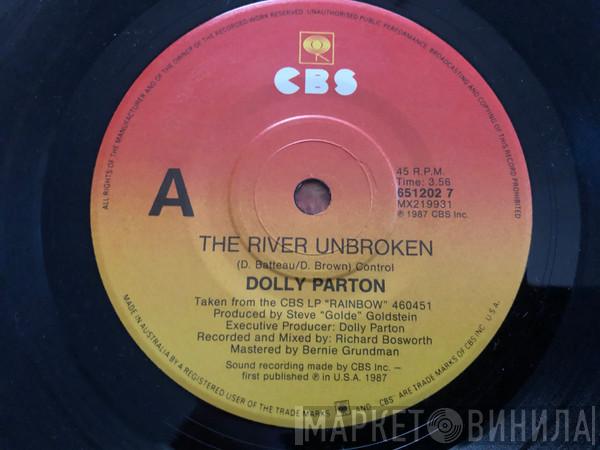 ALL RIGHTS OF THE MANUFACTURER AND OF THE OWNER OF THE RECORDED WORK RESERVED. UNAUTHORISED PUBLIC PERFORMANCE, BROADCASTING AND COPYING OF THIS RECORD PROHIBITED
CBS
A
45 R.P.M.
Time: 3.56
651202 7
MX219931
℗ 1987 CBS Inc.
THE RIVER UNBROKEN
(D. Batteau/D. Brown) Control
DOLLY PARTON
Taken from the CBS LP "RAINBOW" 460451
Produced by Steve "Golde" Goldstein
Executive Producer: Dolly Parton
Recorded and Mixed by: Richard Bosworth
Mastered by Bernie Grundman
Sound recording made by CBS Inc. –
first published ℗ in U.S.A. 1987
MADE IN AUSTRALIA BY A REGISTERED USER OF THE TRADE MARKS AND CBS' ARE TRADE MARKS OF CBS INC. U.S.A.
МАРКЕТОВИНИЛА